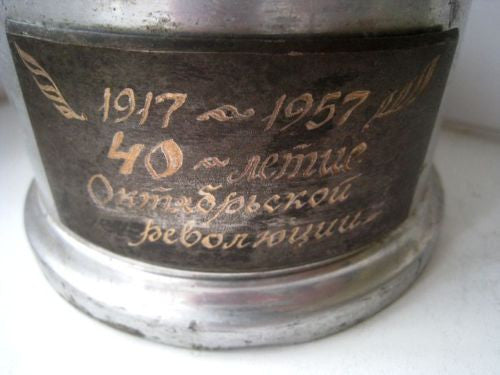 1917 ~ 1957
40 ~ летие
Октябрьской
революции